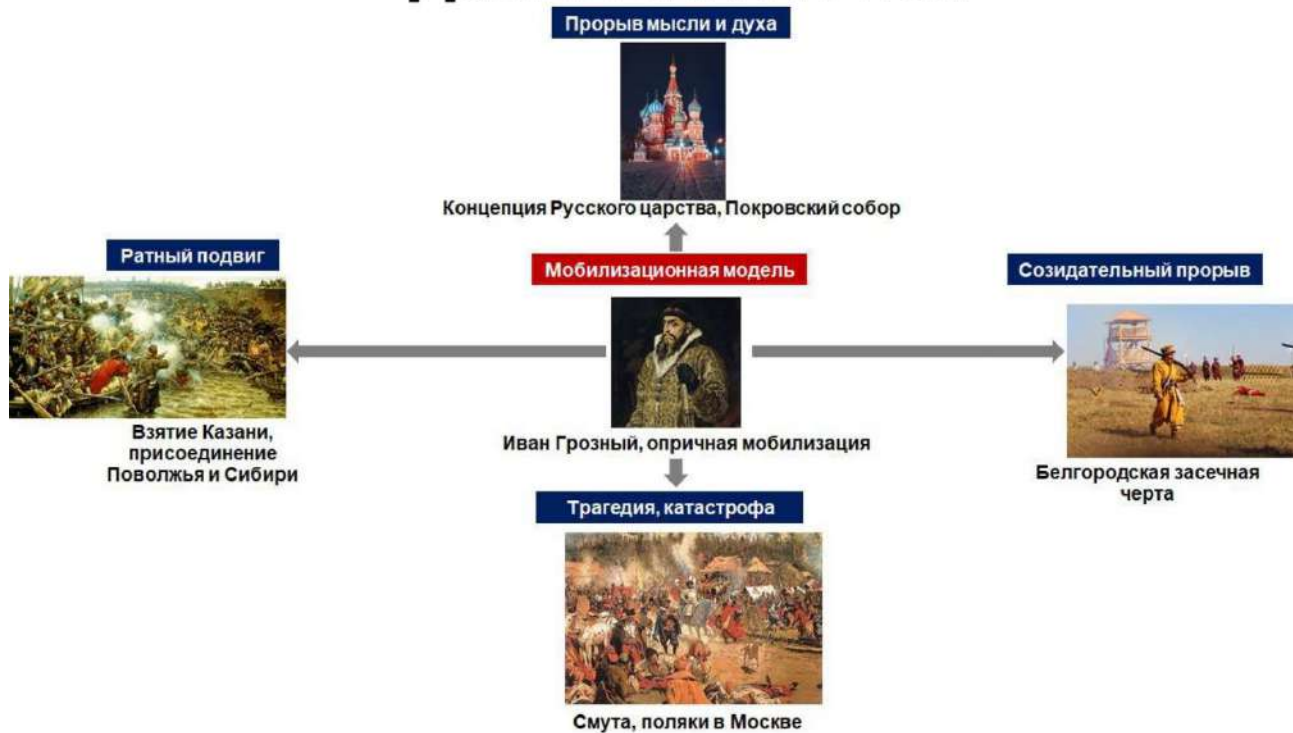 Прорыв мысли и духа
Концепция Русского царства, Покровский собор
Ратный подвиг
Взятие Казани,
присоединение
Поволжья и Сибири
Мобилизационная модель
Иван Грозный, опричная мобилизация
Созидательный прорыв
Белгородская засечная
черта
Трагедия, катастрофа
Смута, поляки в Москве